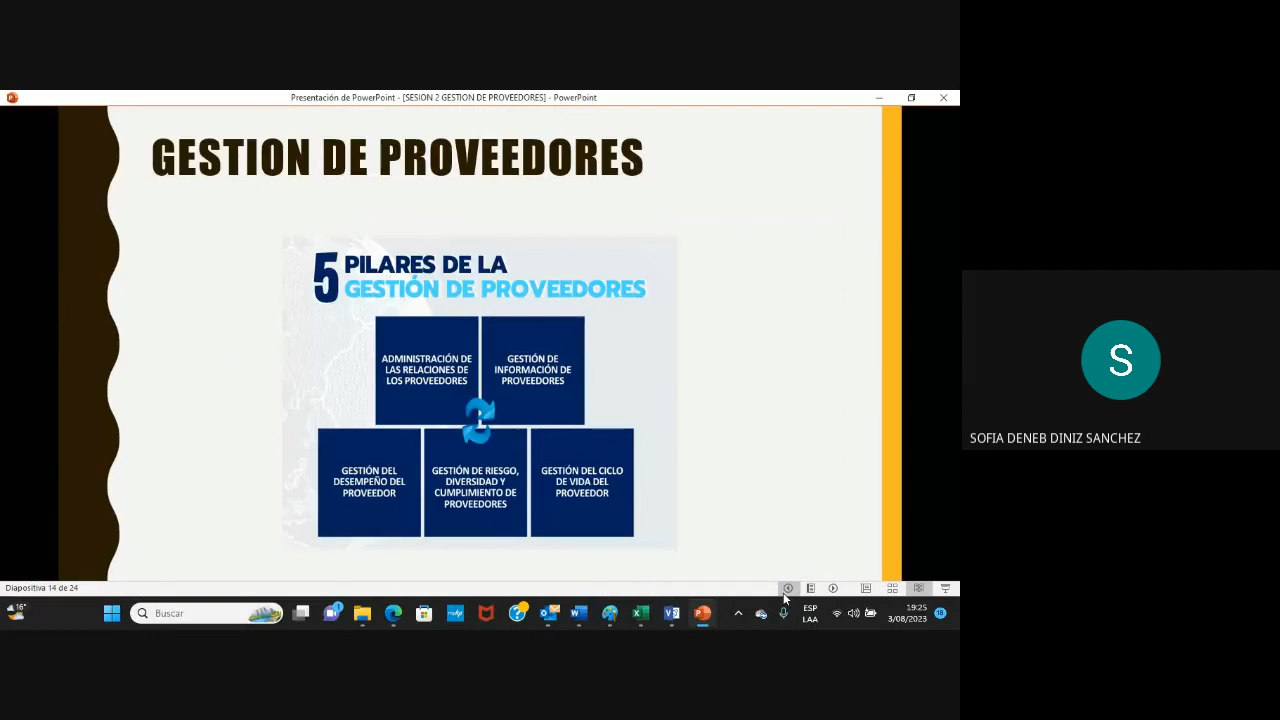 Presentación de PowerPoint - [SESION 2 GESTION DE PROVEEDORES] - PowerPoint
GESTION DE PROVEEDORES
5 PILARES DE LA
GESTIÓN DE PROVEEDORES
ADMINISTRACIÓN DE
LAS RELACIONES DE
LOS PROVEEDORES
GESTIÓN DE
INFORMACIÓN DE
PROVEEDORES
GESTIÓN DEL
DESEMPEÑO DEL
PROVEEDOR
GESTIÓN DE RIESGO,
DIVERSIDAD Y
CUMPLIMIENTO DE
PROVEEDORES
GESTIÓN DEL CICLO
DE VIDA DEL
PROVEEDOR
S
SOFIA DENEB DINIZ SANCHEZ
Diapositiva 14 de 24
16°
Buscar
ESP
LAA
19:25
3/08/2023